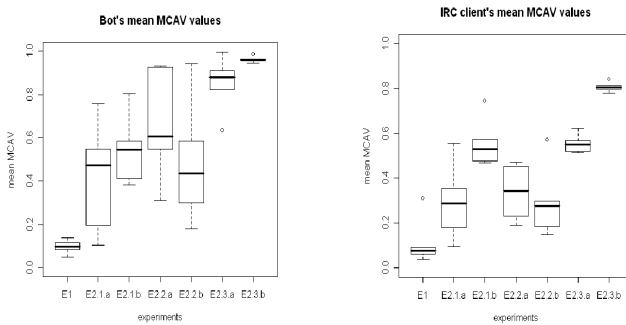 Bot's mean MCAV values
mean MCAV
1.0
0.8
0.6
0.4
0.2
0.0
E1 E2.1.a E2.1.b E2.2.a E2.2.b E2.3.a E2.3.b
experiments
IRC client's mean MCAV values
mean MCAV
1.0
0.8
0.6
0.4
0.2
0.0
E1 E2.1.a E2.1.b E2.2.a E2.2.b E2.3.a E2.3.b
experiments